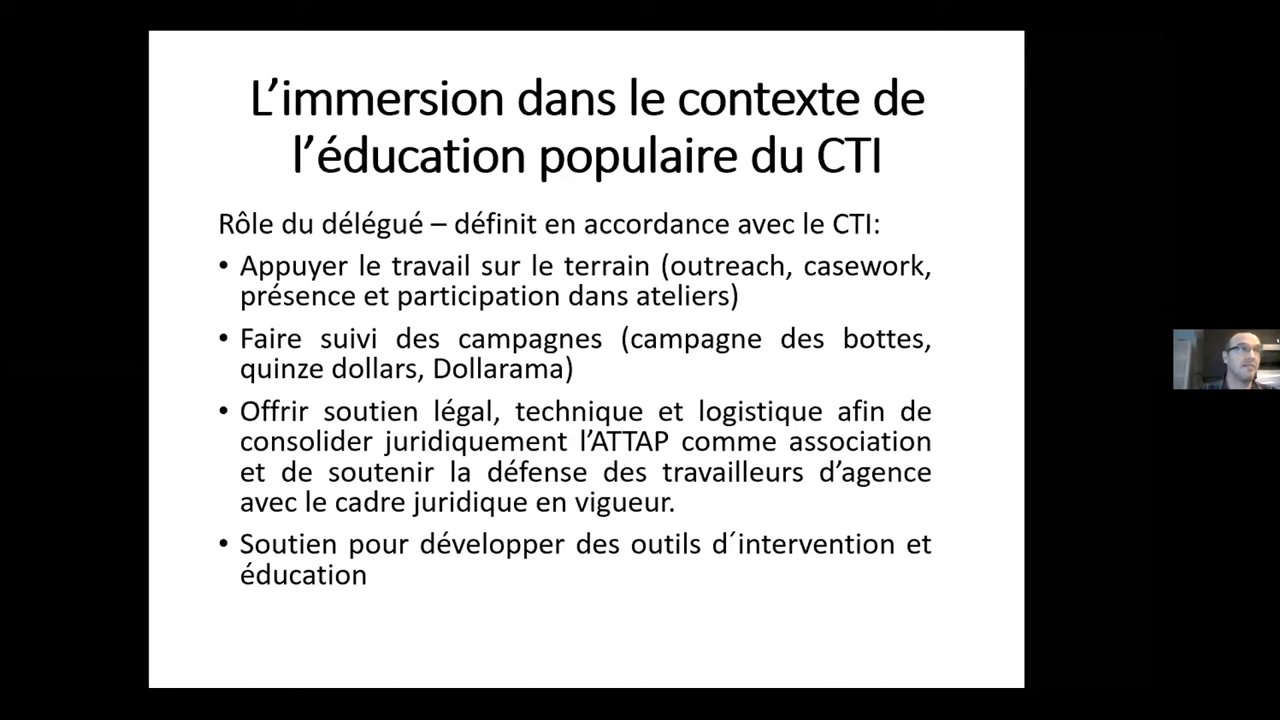 L’immersion dans le contexte de
l’éducation populaire du CTI
Rôle du délégué – définit en accordance avec le CTI:
• Appuyer le travail sur le terrain (outreach, casework,
présence et participation dans ateliers)
• Faire suivi des campagnes (campagne des bottes,
quinze dollars, Dollarama)
• Offrir soutien légal, technique et logistique afin de
consolider juridiquement l’ATTAP comme association
et de soutenir la défense des travailleurs d’agence
avec le cadre juridique en vigueur.
• Soutien pour développer des outils d´intervention et
éducation